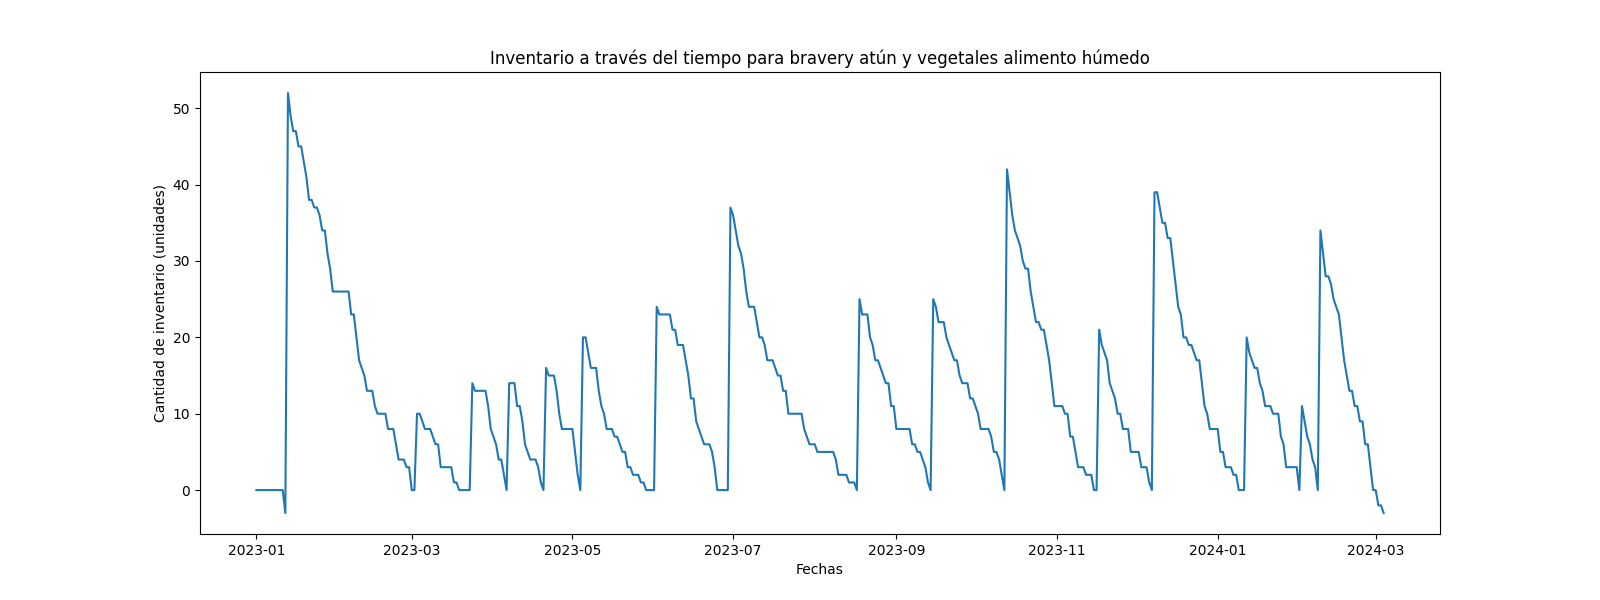 Inventario a través del tiempo para bravery atún y vegetales alimento húmedo
Cantidad de inventario (unidades)
50
40
30
20
10
0
2023-01 2023-03 2023-05 2023-07 2023-09 2023-11 2024-01 2024-03
Fechas